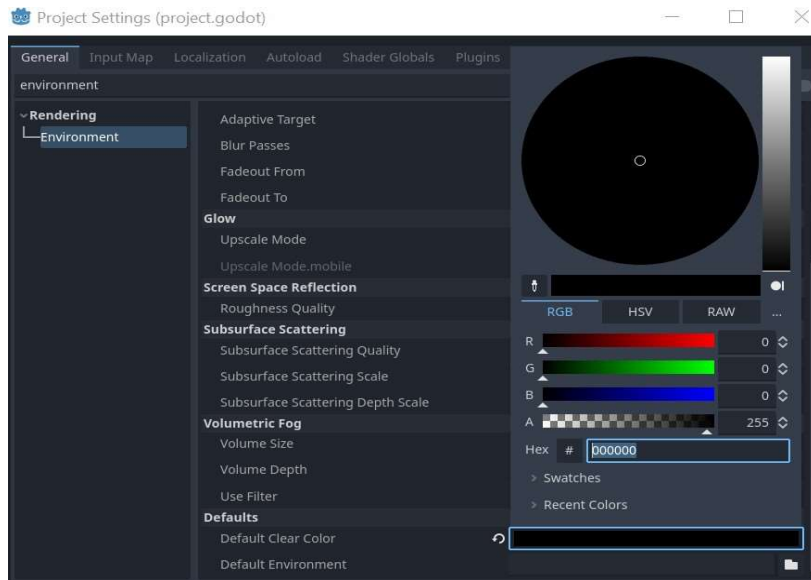 Project Settings (project.godot)
General Input Map Localization Autoload Shader Globals Plugins
environment
Rendering
Environment
Adaptive Target
Blur Passes
Fadeout From
Fadeout To
Glow
Upscale Mode
Upscale Mode.mobile
Screen Space Reflection
Roughness Quality
Subsurface Scattering
Subsurface Scattering Quality
Subsurface Scattering Scale
Subsurface Scattering Depth Scale
Volumetric Fog
Volume Size
Volume Depth
Use Filter
Defaults
Default Clear Color
Default Environment
RGB HSV RAW ...
R 0
G 0
B 0
A 255
Hex # 000000
Swatches
Recent Colors